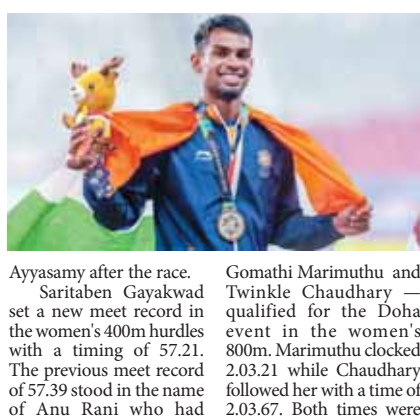 Ayyasamy after the race.
Saritaben Gayakwad
set a new meet record in
the women's 400m hurdles
with a timing of 57.21.
The previous meet record
of 57.39 stood in the name
of Anu Rani who had
Gomathi Marimuthu and
Twinkle Chaudhary —
qualified for the Doha
event in the women's
800m. Marimuthu clocked
2.03.21 while Chaudhary
followed her with a time of
2.03.67. Both times were